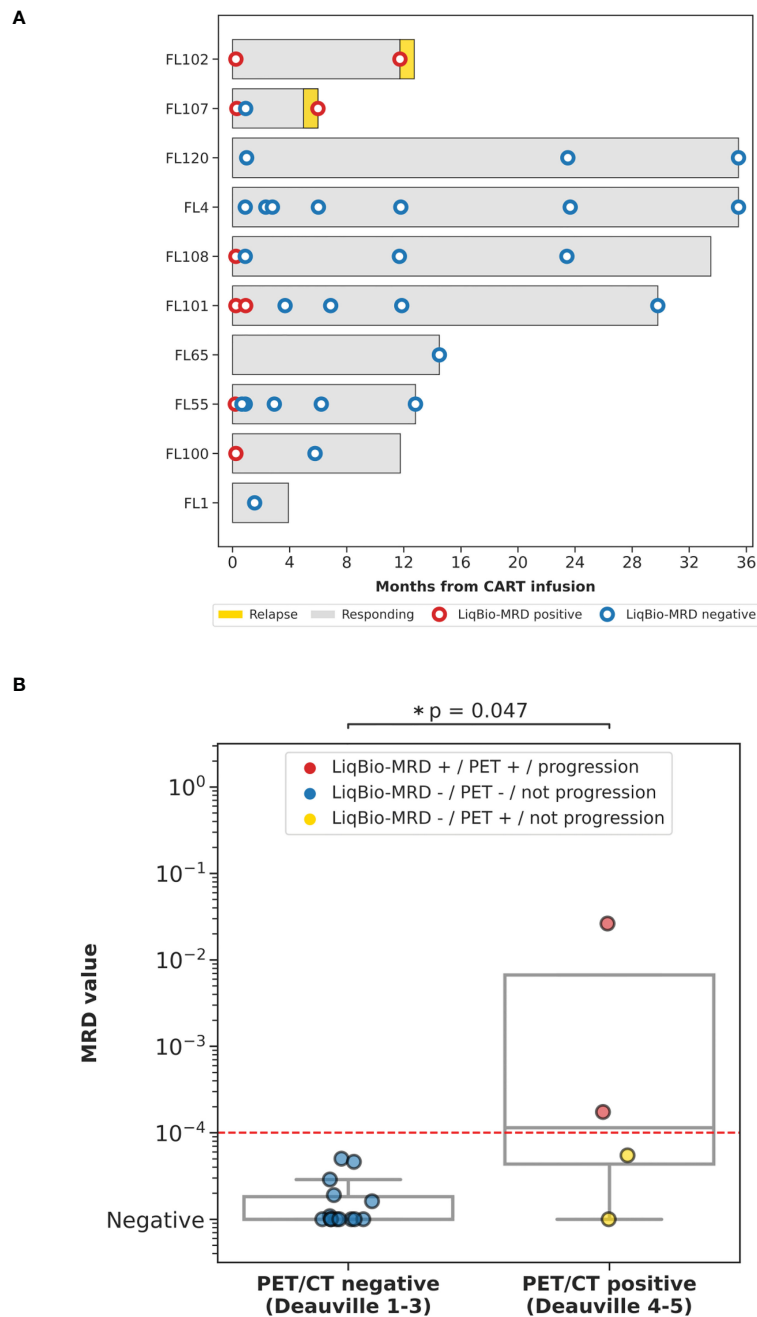 A
FL102
FL107
FL120
FL4
FL108
FL101
FL65
FL55
FL100
FL1
0 4 8 12 16 20 24 28 32 36
Months from CART infusion
Relapse Responding LiqBio-MRD positive LiqBio-MRD negative
B
* p = 0.047
LiqBio-MRD + / PET + / progression
LiqBio-MRD - / PET - / not progression
LiqBio-MRD - / PET + / not progression
10⁰
10⁻¹
10⁻²
10⁻³
10⁻⁴
Negative
MRD value
PET/CT negative
(Deauville 1-3)
PET/CT positive
(Deauville 4-5)